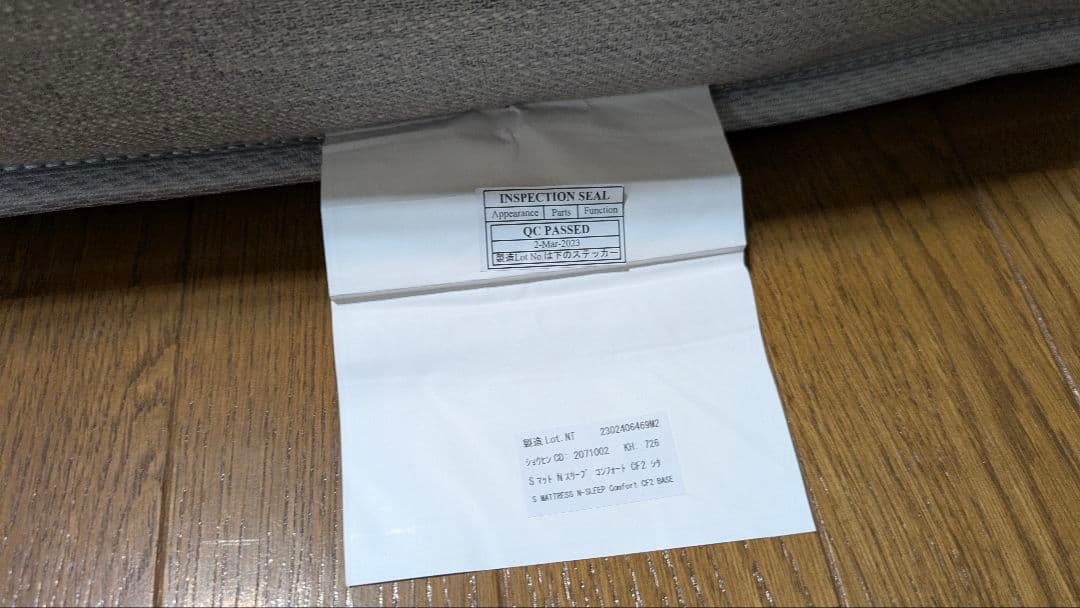 INSPECTION SEAL
Appearance Parts Function
QC PASSED
2-Mar-2023
製造Lot No.は下のステッカー
製造Lot.NT 2302406469M2
ｼｮｳﾋﾝCD: 2071002 KH: 726
Sﾏｯﾄ Nｽﾘｰﾌﾟ ｺﾝﾌｫｰﾄ CF2 ｼﾀ
S MATTRESS N-SLEEP Comfort CF2 BASE